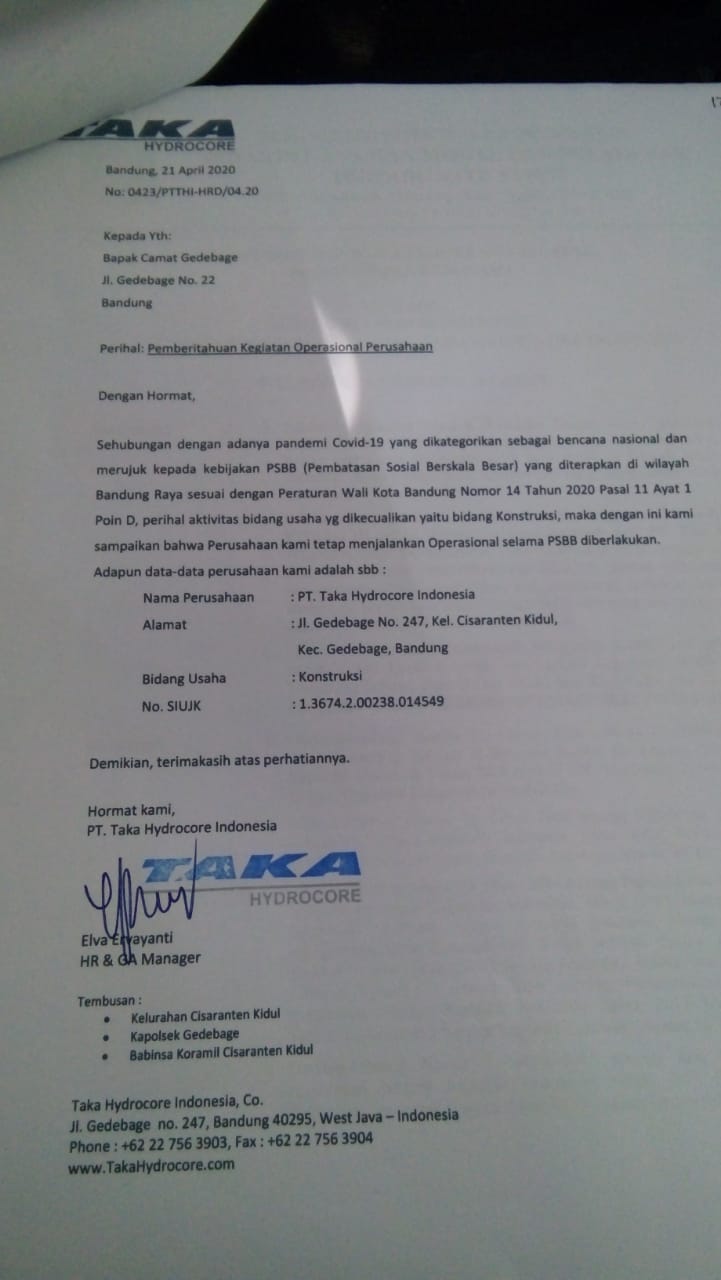 TAKA
HYDROCORE
Bandung, 21 April 2020
No: 0423/PTTHI-HRD/04.20
Kepada Yth:
Bapak Camat Gedebage
Jl. Gedebage No. 22
Bandung
Perihal: Pemberitahuan Kegiatan Operasional Perusahaan
Dengan Hormat,
Sehubungan dengan adanya pandemi Covid-19 yang dikategorikan sebagai bencana nasional dan
merujuk kepada kebijakan PSBB (Pembatasan Sosial Berskala Besar) yang diterapkan di wilayah
Bandung Raya sesuai dengan Peraturan Wali Kota Bandung Nomor 14 Tahun 2020 Pasal 11 Ayat 1
Poin D, perihal aktivitas bidang usaha yg dikecualikan yaitu bidang Konstruksi, maka dengan ini kami
sampaikan bahwa Perusahaan kami tetap menjalankan Operasional selama PSBB diberlakukan.
Adapun data-data perusahaan kami adalah sbb :
Nama Perusahaan : PT. Taka Hydrocore Indonesia
Alamat : Jl. Gedebage No. 247, Kel. Cisaranten Kidul,
Kec. Gedebage, Bandung
Bidang Usaha : Konstruksi
No. SIUJK : 1.3674.2.00238.014549
Demikian, terimakasih atas perhatiannya.
Hormat kami,
PT. Taka Hydrocore Indonesia
TAKA
HYDROCORE
Elva
HR & GA Manager
Tembusan :
• Kelurahan Cisaranten Kidul
• Kapolsek Gedebage
• Babinsa Koramil Cisaranten Kidul
Taka Hydrocore Indonesia, Co.
Jl. Gedebage no. 247, Bandung 40295, West Java – Indonesia
Phone : +62 22 756 3903, Fax : +62 22 756 3904
www.TakaHydrocore.com